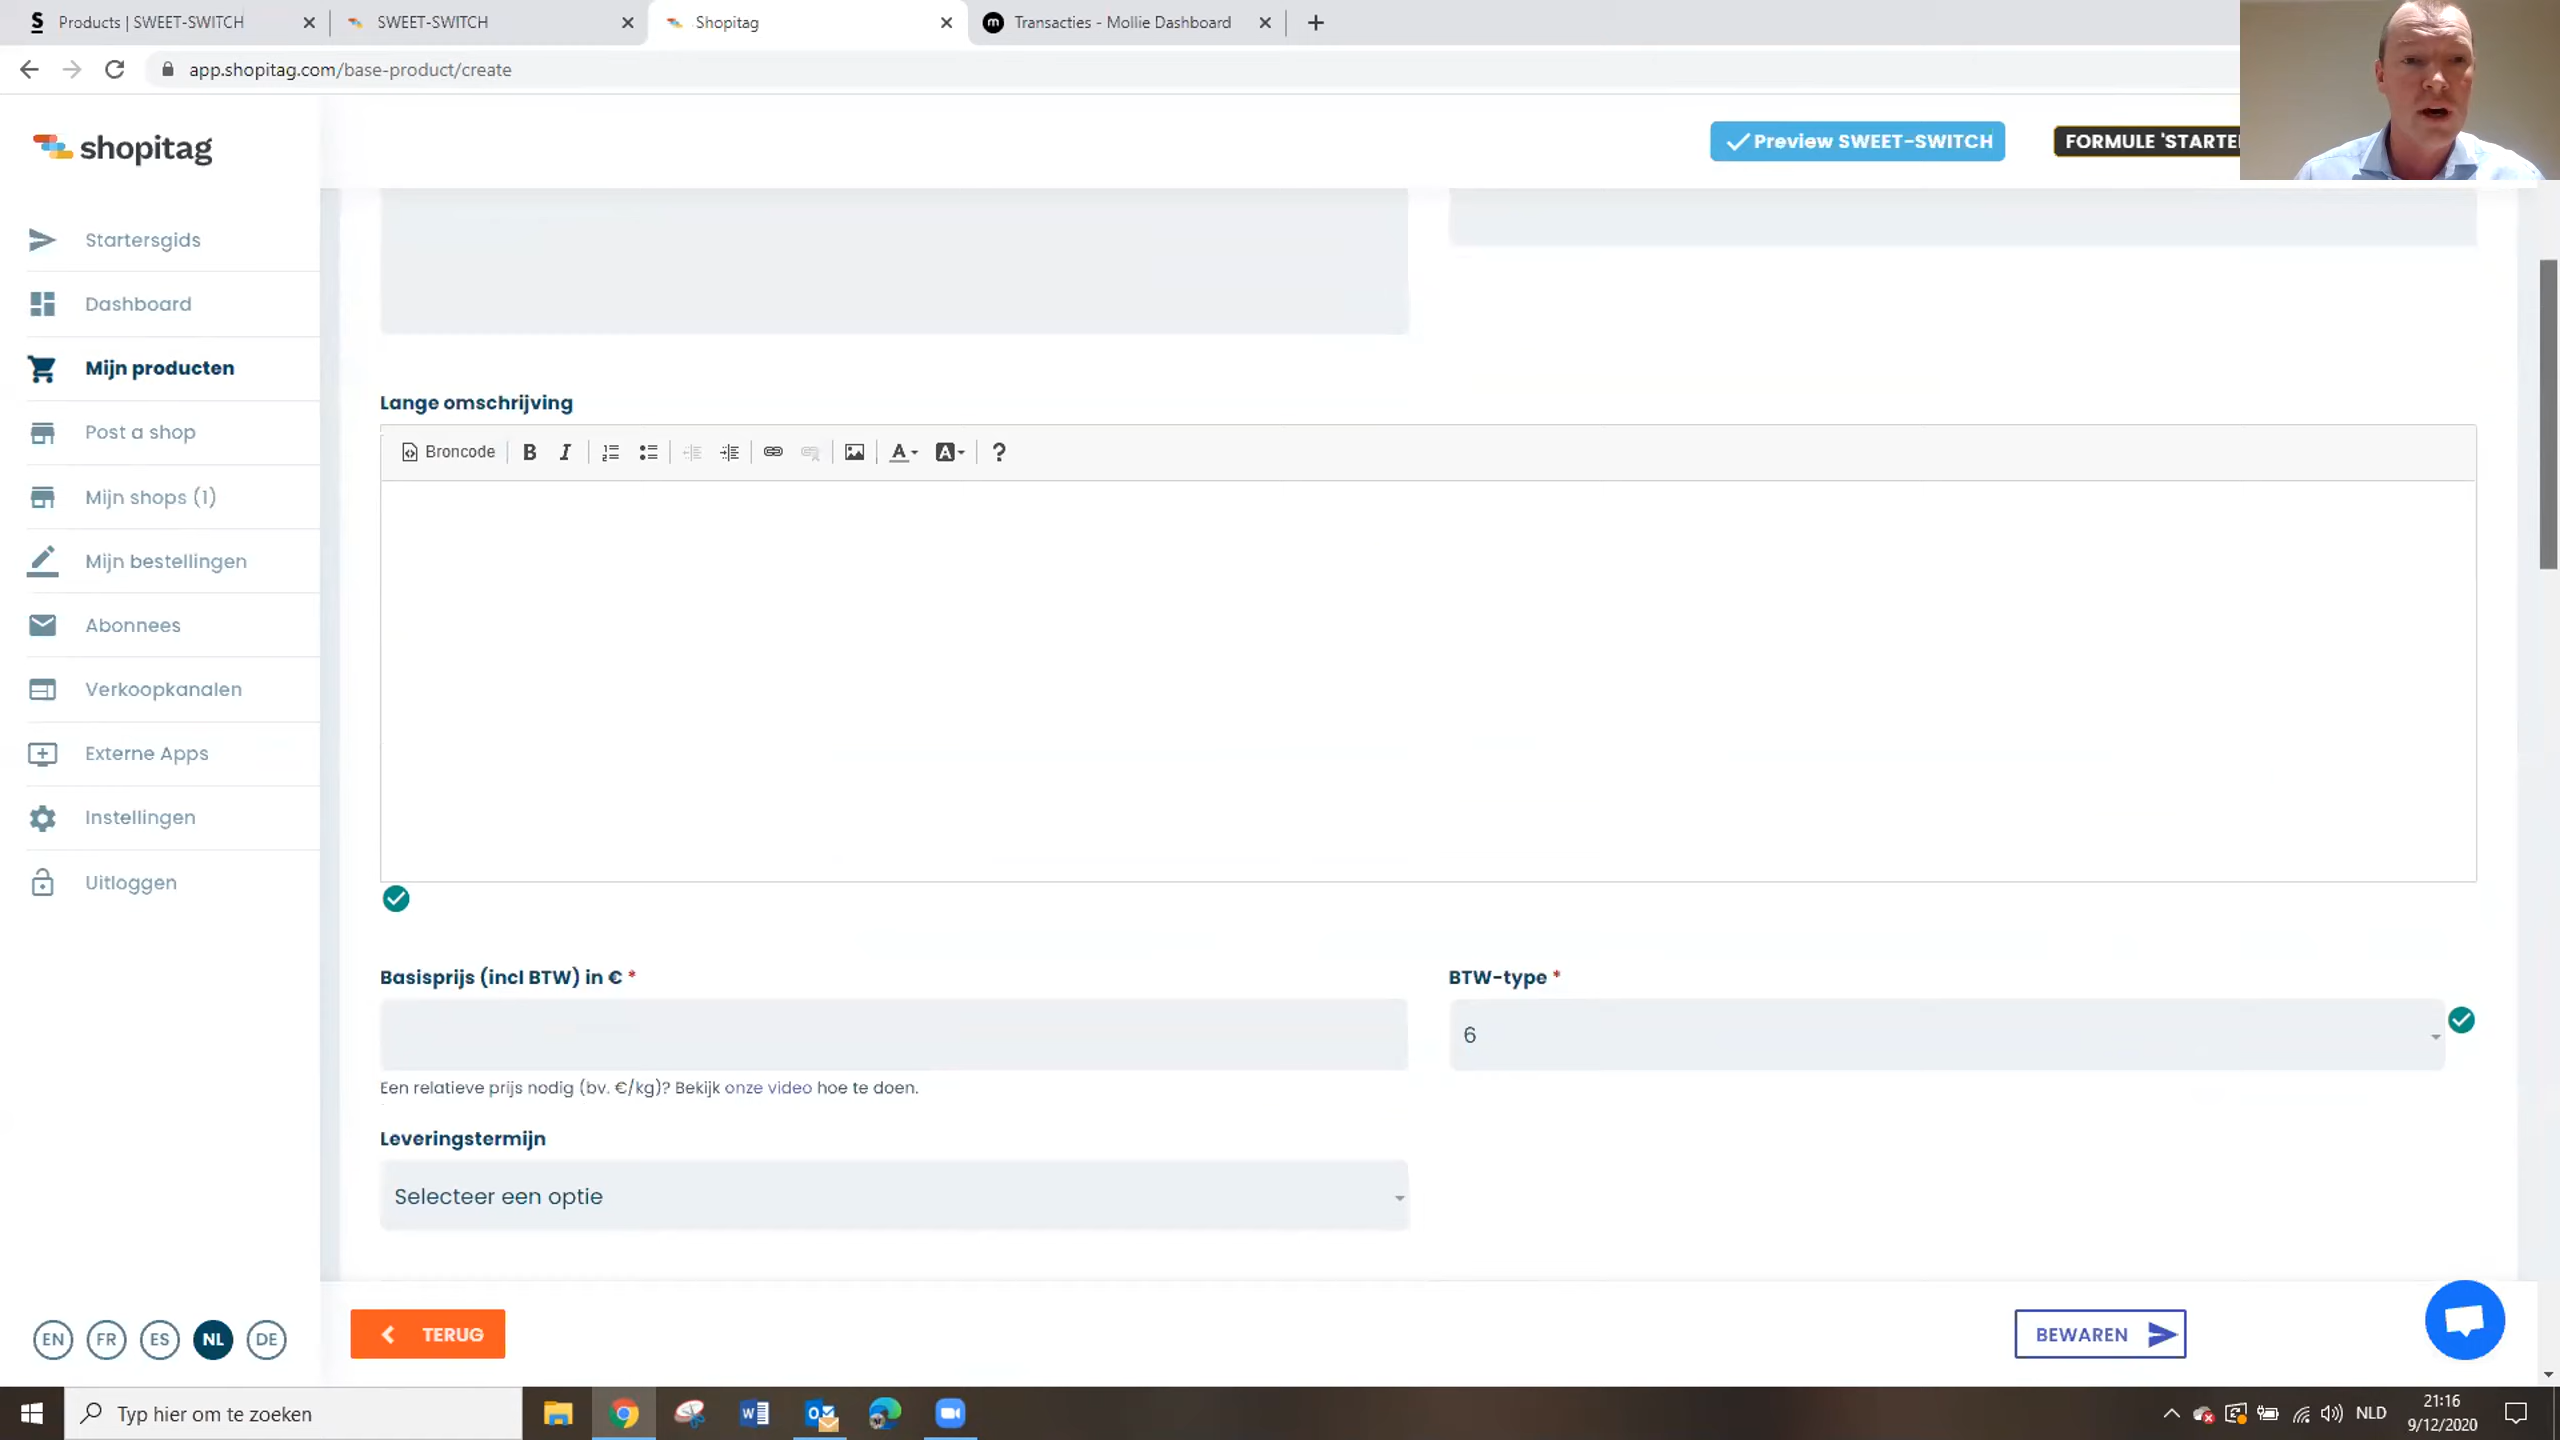 Products | SWEET-SWITCH
SWEET-SWITCH
Shopitag
Transacties - Mollie Dashboard
app.shopitag.com/base-product/create
shopitag
Preview SWEET-SWITCH
FORMULE 'STARTE
Startersgids
Dashboard
Mijn producten
Post a shop
Mijn shops (1)
Mijn bestellingen
Abonnees
Verkoopkanalen
Externe Apps
Instellingen
Uitloggen
Lange omschrijving
Broncode B I A A ?
Basisprijs (incl BTW) in € *
BTW-type *
6
Een relatieve prijs nodig (bv. €/kg)? Bekijk onze video hoe te doen.
Leveringstermijn
Selecteer een optie
EN FR ES NL DE
TERUG
BEWAREN
Typ hier om te zoeken
NLD
21:16
9/12/2020